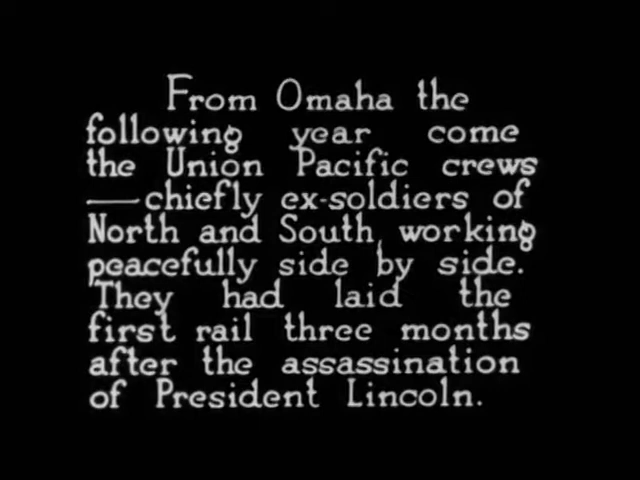 From Omaha the
following year come
the Union Pacific crews
—chiefly ex-soldiers of
North and South, working
peacefully side by side.
They had laid the
first rail three months
after the assassination
of President Lincoln.